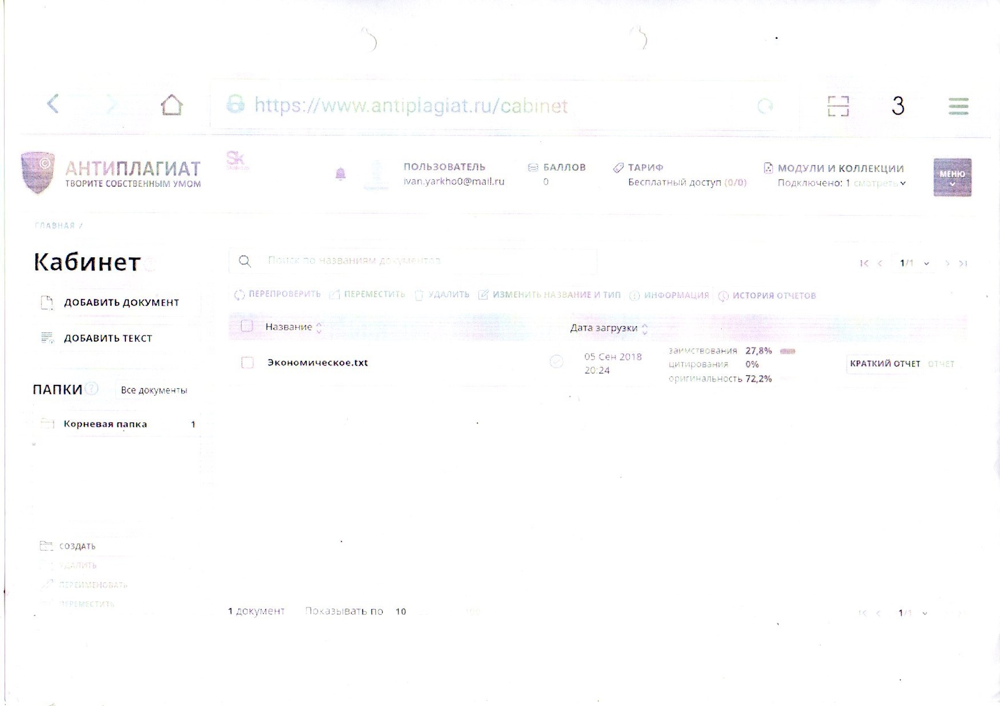 https://www.antiplagiat.ru/cabinet
3
АНТИПЛАГИАТ
ТВОРИТЕ СОБСТВЕННЫМ УМОМ
Sk
ПОЛЬЗОВАТЕЛЬ
ivan.yarkho0@mail.ru
БАЛЛОВ
0
ТАРИФ
Бесплатный доступ (0/0)
МОДУЛИ И КОЛЛЕКЦИИ
Подключено: 1 смотреть
МЕНЮ
ГЛАВНАЯ /
Кабинет
Поиск по названиям документов
1/1
ДОБАВИТЬ ДОКУМЕНТ
ДОБАВИТЬ ТЕКСТ
ПЕРЕПРОВЕРИТЬ ПЕРЕМЕСТИТЬ УДАЛИТЬ ИЗМЕНИТЬ НАЗВАНИЕ И ТИП ИНФОРМАЦИЯ ИСТОРИЯ ОТЧЕТОВ
Название Дата загрузки
Экономическое.txt
05 Сен 2018
20:24
заимствования 27,8%
цитирования 0%
оригинальность 72,2%
КРАТКИЙ ОТЧЕТ ОТЧЕТ
ПАПКИ ? Все документы
Корневая папка 1
СОЗДАТЬ
УДАЛИТЬ
ПЕРЕИМЕНОВАТЬ
ПЕРЕМЕСТИТЬ
1 документ Показывать по 10 100
1/1